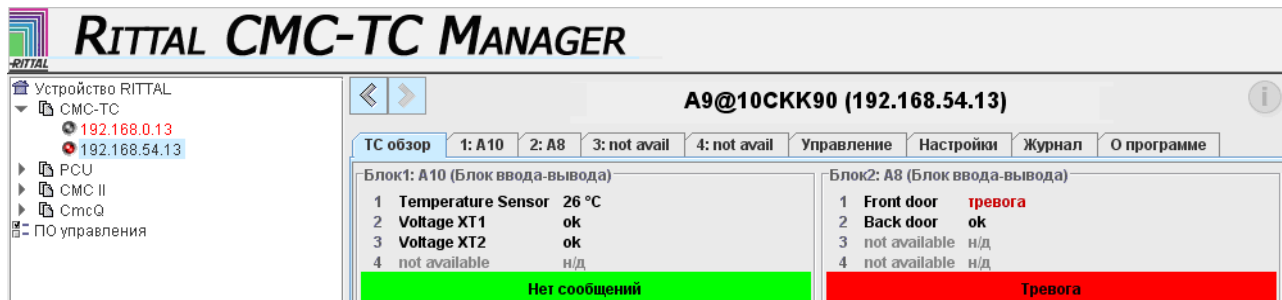 RITTAL CMC-TC MANAGER
RITTAL
Устройство RITTAL
CMC-TC
192.168.0.13
192.168.54.13
PCU
CMC II
CmcQ
ПО управления
A9@10CKK90 (192.168.54.13)
i
ТС обзор 1: A10 2: A8 3: not avail 4: not avail Управление Настройки Журнал О программе
Блок1: A10 (Блок ввода-вывода)
1 Temperature Sensor 26 °C
2 Voltage XT1 ok
3 Voltage XT2 ok
4 not available н/д
Нет сообщений
Блок2: A8 (Блок ввода-вывода)
1 Front door тревога
2 Back door ok
3 not available н/д
4 not available н/д
Тревога